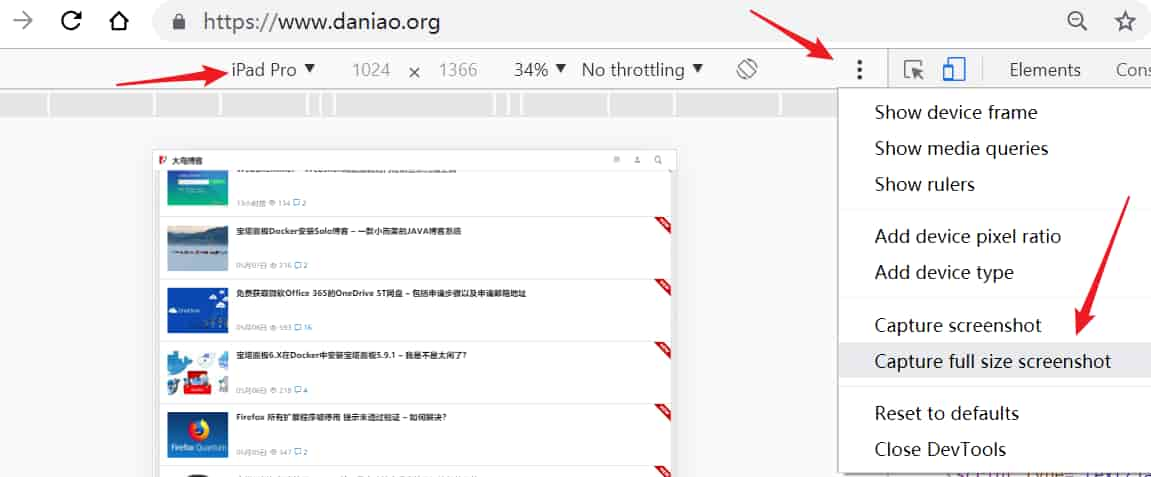 https://www.daniao.org
iPad Pro ▼ 1024 × 1366 34% ▼ No throttling ▼ Elements
Show device frame
Show media queries
Show rulers
Add device pixel ratio
Add device type
Capture screenshot
Capture full size screenshot
Reset to defaults
Close DevTools
大鸟博客
13小时前 134 2
宝塔面板Docker安装Solo博客 – 一款小而美的JAVA博客系统
05月07日 216 2
免费获取微软Office 365的OneDrive 5T网盘 – 包括申请步骤以及申请邮箱地址
OneDrive
05月06日 593 16
宝塔面板6.X在Docker中安装宝塔面板5.9.1 – 我是不是太闲了?
05月06日 218 4
Firefox 所有扩展程序被停用 提示未通过验证 – 如何解决?
Firefox Quantum
05月05日 347 2